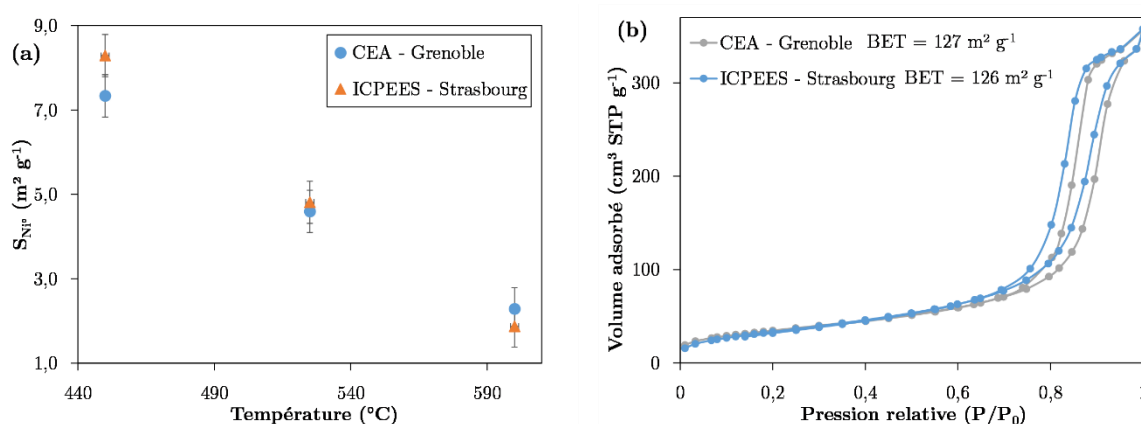 (a)
9,0
7,0
5,0
3,0
1,0
S_Ni° (m² g⁻¹)
CEA - Grenoble
ICPEES - Strasbourg
440
490
540
590
Température (°C)
(b)
300
200
100
0
Volume adsorbé (cm³ STP g⁻¹)
CEA - Grenoble BET = 127 m² g⁻¹
ICPEES - Strasbourg BET = 126 m² g⁻¹
0
0,2
0,4
0,6
0,8
Pression relative (P/P₀)